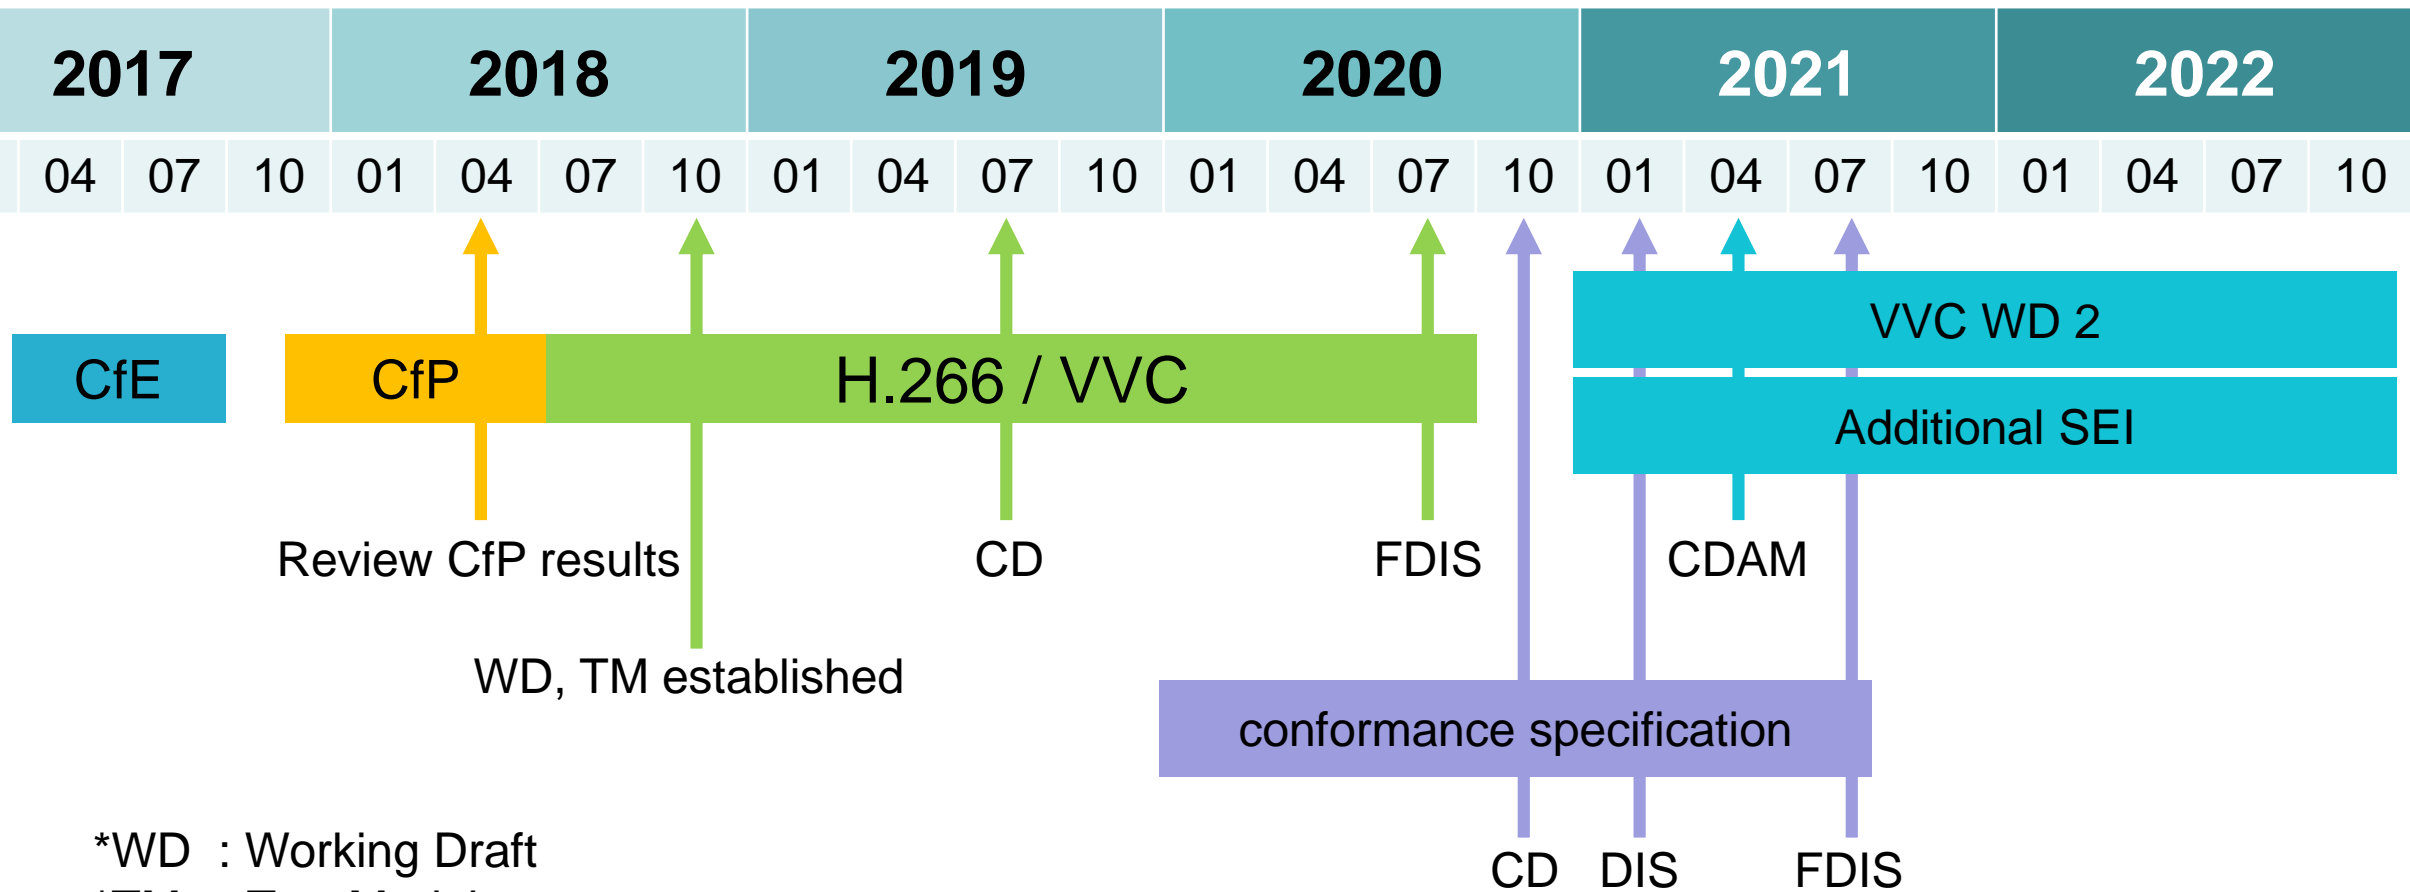 2017 2018 2019 2020 2021 2022
04 07 10 01 04 07 10 01 04 07 10 01 04 07 10 01 04 07 10 01 04 07 10
VVC WD 2
CfE CfP H.266 / VVC
Additional SEI
Review CfP results CD FDIS CDAM
WD, TM established
conformance specification
*WD : Working Draft
CD DIS FDIS